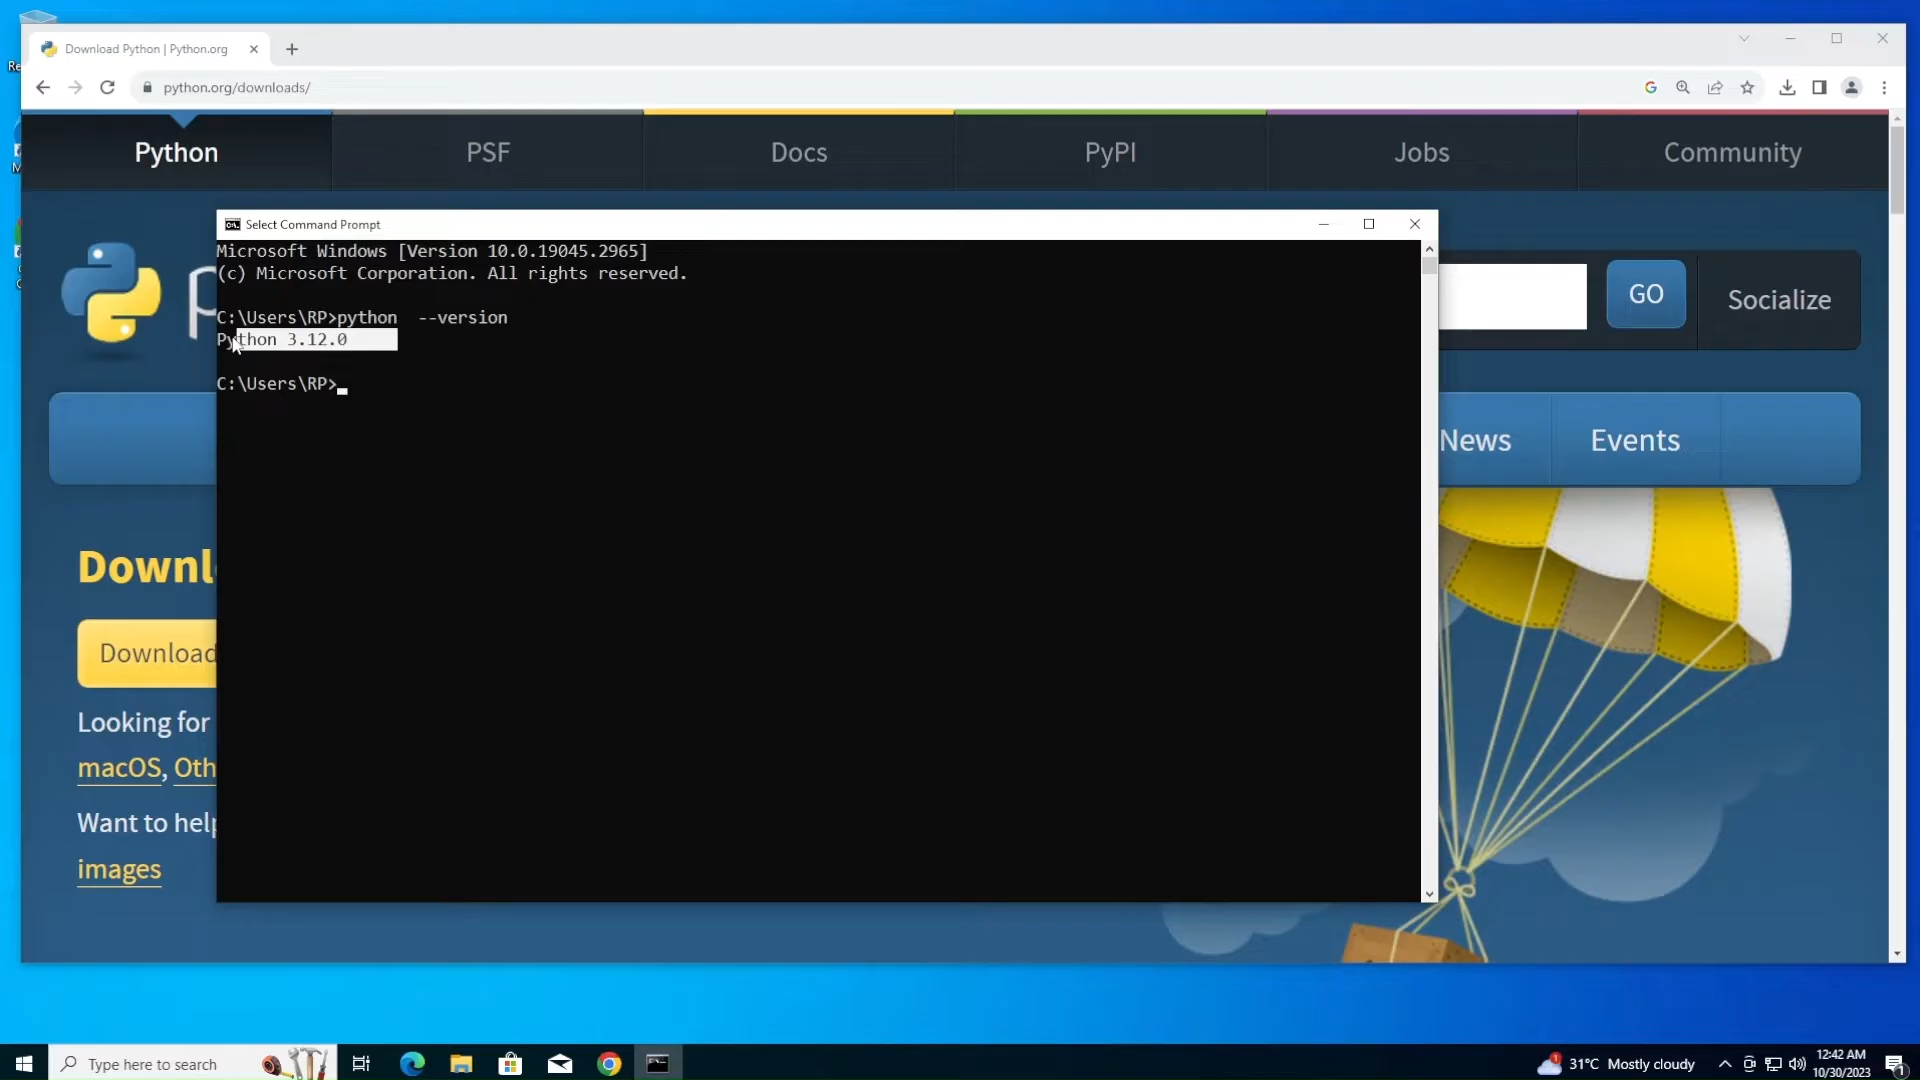 Re
Download Python | Python.org
python.org/downloads/
Python
PSF
Docs
PyPI
Jobs
Community
GO
Socialize
Select Command Prompt
Microsoft Windows [Version 10.0.19045.2965]
(c) Microsoft Corporation. All rights reserved.
C:\Users\RP>python  --version
Python 3.12.0
C:\Users\RP>
News
Events
Downl
Download
Looking for
macOS, Oth
Want to help
images
Type here to search
31°C Mostly cloudy
12:42 AM
10/30/2023